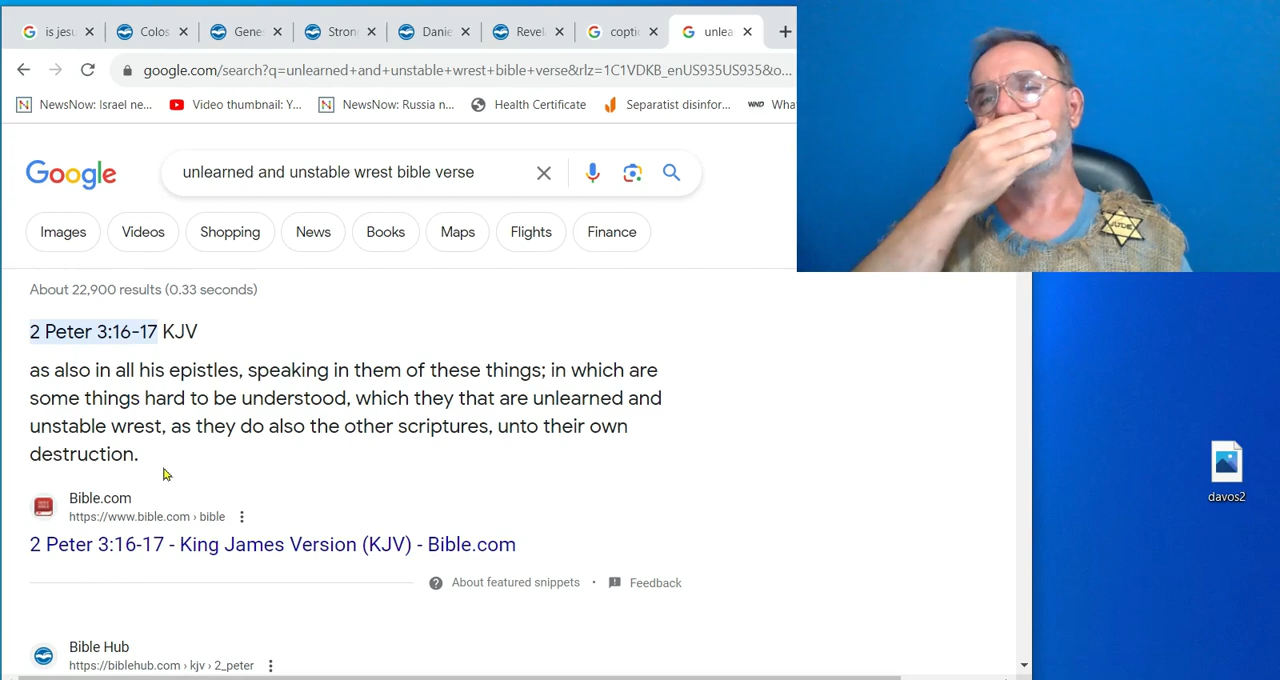 is jesu
Colos
Gene
Stron
Danie
Revel
copti
unlea
google.com/search?q=unlearned+and+unstable+wrest+bible+verse&rlz=1C1VDKB_enUS935US935&o...
NewsNow: Israel ne...
Video thumbnail: Y...
NewsNow: Russia n...
Health Certificate
Separatist disinfor...
WND
Wha
Google
unlearned and unstable wrest bible verse
Images
Videos
Shopping
News
Books
Maps
Flights
Finance
About 22,900 results (0.33 seconds)
2 Peter 3:16-17 KJV
as also in all his epistles, speaking in them of these things; in which are
some things hard to be understood, which they that are unlearned and
unstable wrest, as they do also the other scriptures, unto their own
destruction.
Bible.com
https://www.bible.com › bible
2 Peter 3:16-17 - King James Version (KJV) - Bible.com
About featured snippets • Feedback
Bible Hub
https://biblehub.com › kjv › 2_peter
davos2